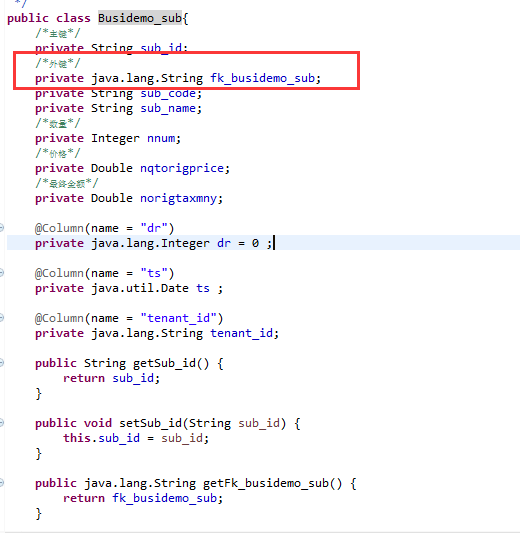 */
public class Busidemo_sub{
/*主键*/
private String sub_id;
/*外键*/
private java.lang.String fk_busidemo_sub;
private String sub_code;
private String sub_name;
/*数量*/
private Integer nnum;
/*价格*/
private Double nqtorigprice;
/*最终金额*/
private Double norigtaxmny;
@Column(name = "dr")
private java.lang.Integer dr = 0 ;
@Column(name = "ts")
private java.util.Date ts ;
@Column(name = "tenant_id")
private java.lang.String tenant_id;
public String getSub_id() {
return sub_id;
}
public void setSub_id(String sub_id) {
this.sub_id = sub_id;
}
public java.lang.String getFk_busidemo_sub() {
return fk_busidemo_sub;
}